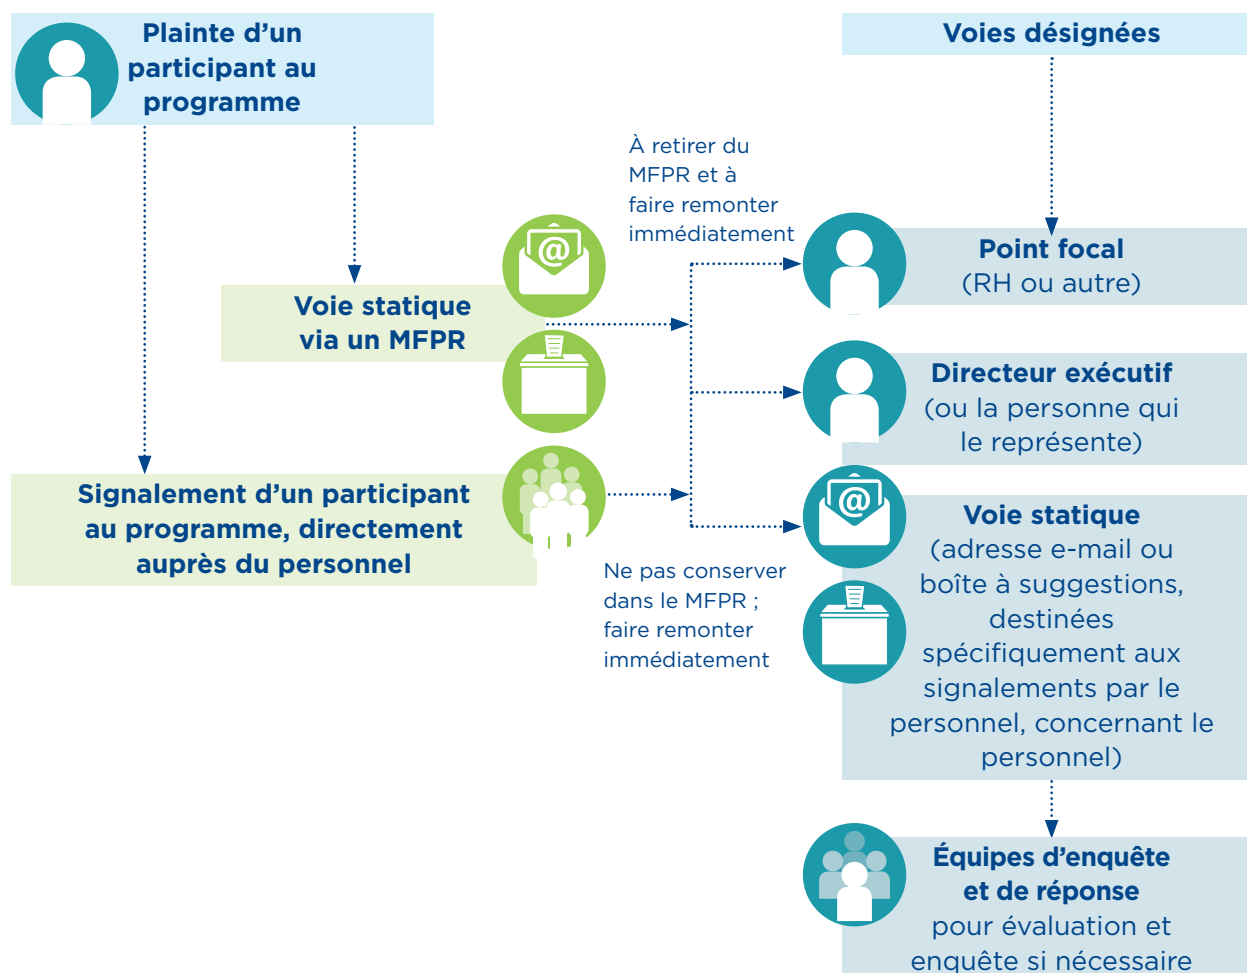 Plainte d’un
participant au
programme
Voies désignées
À retirer du
MFPR et à
faire remonter
immédiatement
Point focal
(RH ou autre)
Voie statique
via un MFPR
Directeur exécutif
(ou la personne qui
le représente)
Signalement d’un participant
au programme, directement
auprès du personnel
Ne pas conserver
dans le MFPR ;
faire remonter
immédiatement
Voie statique
(adresse e-mail ou
boîte à suggestions,
destinées
spécifiquement aux
signalements par le
personnel, concernant le
personnel)
Équipes d’enquête
et de réponse
pour évaluation et
enquête si nécessaire